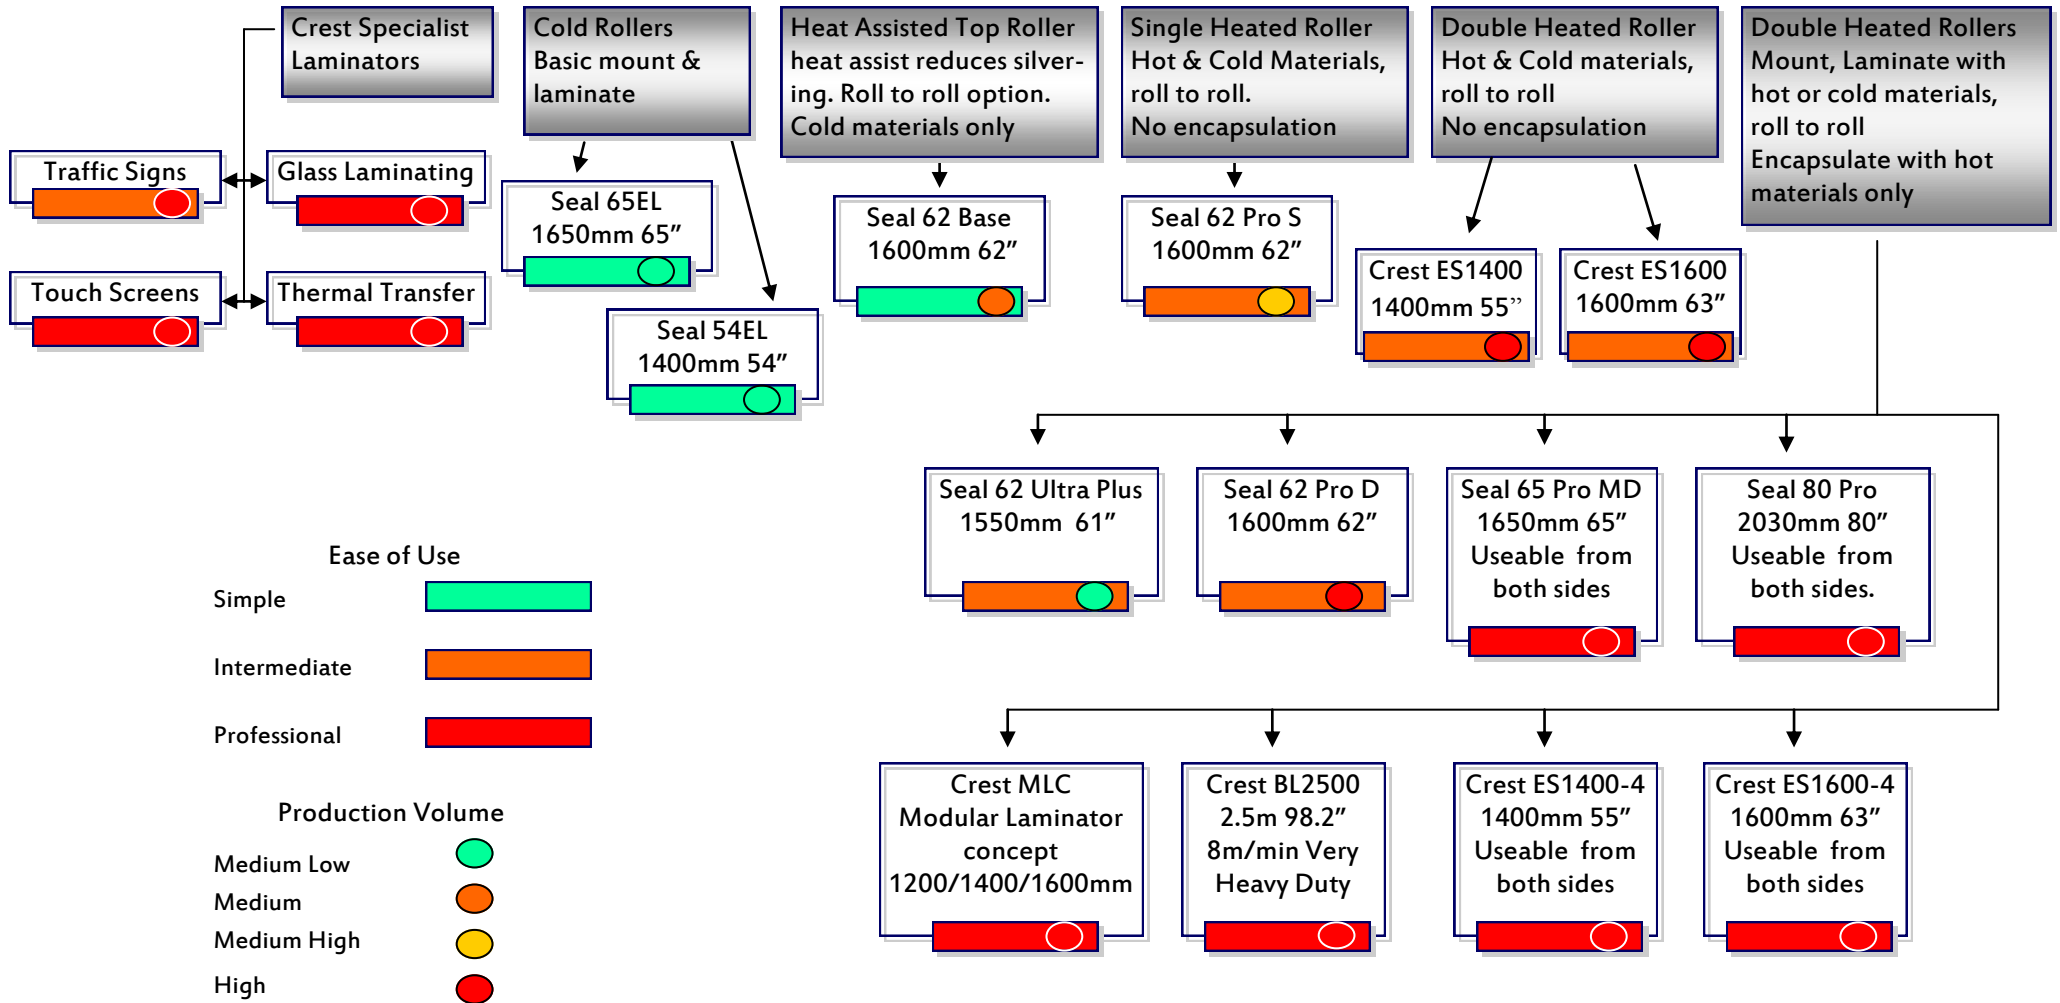 Crest Specialist
Laminators
Cold Rollers
Basic mount &
laminate
Heat Assisted Top Roller
heat assist reduces silver-
ing. Roll to roll option.
Cold materials only
Single Heated Roller
Hot & Cold Materials,
roll to roll.
No encapsulation
Double Heated Roller
Hot & Cold materials,
roll to roll
No encapsulation
Double Heated Rollers
Mount, Laminate with
hot or cold materials,
roll to roll
Encapsulate with hot
materials only
Traffic Signs
Glass Laminating
Touch Screens
Thermal Transfer
Seal 65EL
1650mm 65”
Seal 54EL
1400mm 54”
Seal 62 Base
1600mm 62”
Seal 62 Pro S
1600mm 62”
Crest ES1400
1400mm 55”
Crest ES1600
1600mm 63”
Seal 62 Ultra Plus
1550mm 61”
Seal 62 Pro D
1600mm 62”
Seal 65 Pro MD
1650mm 65”
Useable from
both sides
Seal 80 Pro
2030mm 80”
Useable from
both sides.
Crest MLC
Modular Laminator
concept
1200/1400/1600mm
Crest BL2500
2.5m 98.2”
8m/min Very
Heavy Duty
Crest ES1400-4
1400mm 55”
Useable from
both sides
Crest ES1600-4
1600mm 63”
Useable from
both sides
Ease of Use
Simple
Intermediate
Professional
Production Volume
Medium Low
Medium
Medium High
High